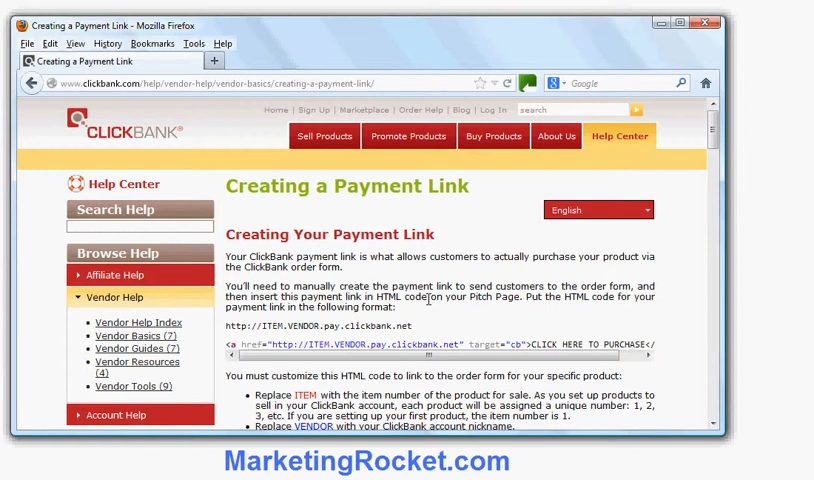 Creating a Payment Link - Mozilla Firefox
File Edit View History Bookmarks Tools Help
Creating a Payment Link
www.clickbank.com/help/vendor-help/vendor-basics/creating-a-payment-link/
Google
Home | Sign Up | Marketplace | Order Help | Blog | Log In
search
CLICKBANK®
Sell Products
Promote Products
Buy Products
About Us
Help Center
Help Center
Search Help
Browse Help
Affiliate Help
Vendor Help
Vendor Help Index
Vendor Basics (7)
Vendor Guides (7)
Vendor Resources
(4)
Vendor Tools (9)
Account Help
Creating a Payment Link
English
Creating Your Payment Link
Your ClickBank payment link is what allows customers to actually purchase your product via
the ClickBank order form.
You'll need to manually create the payment link to send customers to the order form, and
then insert this payment link in HTML code on your Pitch Page. Put the HTML code for your
payment link in the following format:
http://ITEM.VENDOR.pay.clickbank.net
<a href="http://ITEM.VENDOR.pay.clickbank.net" target="cb">CLICK HERE TO PURCHASE</
You must customize this HTML code to link to the order form for your specific product:
Replace ITEM with the item number of the product for sale. As you set up products to
sell in your ClickBank account, each product will be assigned a unique number: 1, 2,
3, etc. If you are setting up your first product, the item number is 1.
Replace VENDOR with your ClickBank account nickname.
MarketingRocket.com